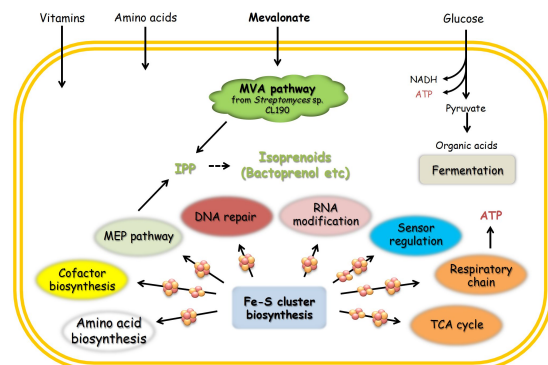 Vitamins
Amino acids
Mevalonate
Glucose
MVA pathway
from Streptomyces sp.
CL190
NADH
ATP
Pyruvate
Organic acids
Fermentation
IPP
Isoprenoids
(Bactoprenol etc)
MEP pathway
DNA repair
RNA
modification
Sensor
regulation
ATP
Cofactor
biosynthesis
Fe-S cluster
biosynthesis
Respiratory
chain
Amino acid
biosynthesis
TCA cycle